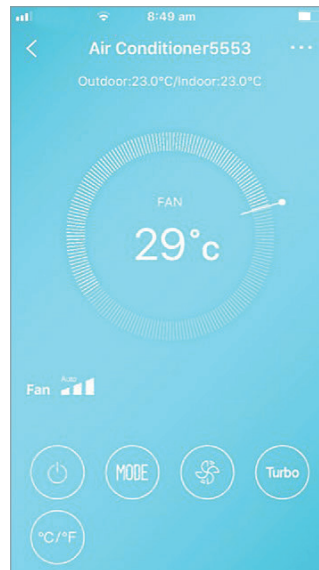 8:49 am
Air Conditioner5553
Outdoor:23.0°C/Indoor:23.0°C
FAN
29°c
Fan Auto
MODE Turbo
°C/°F